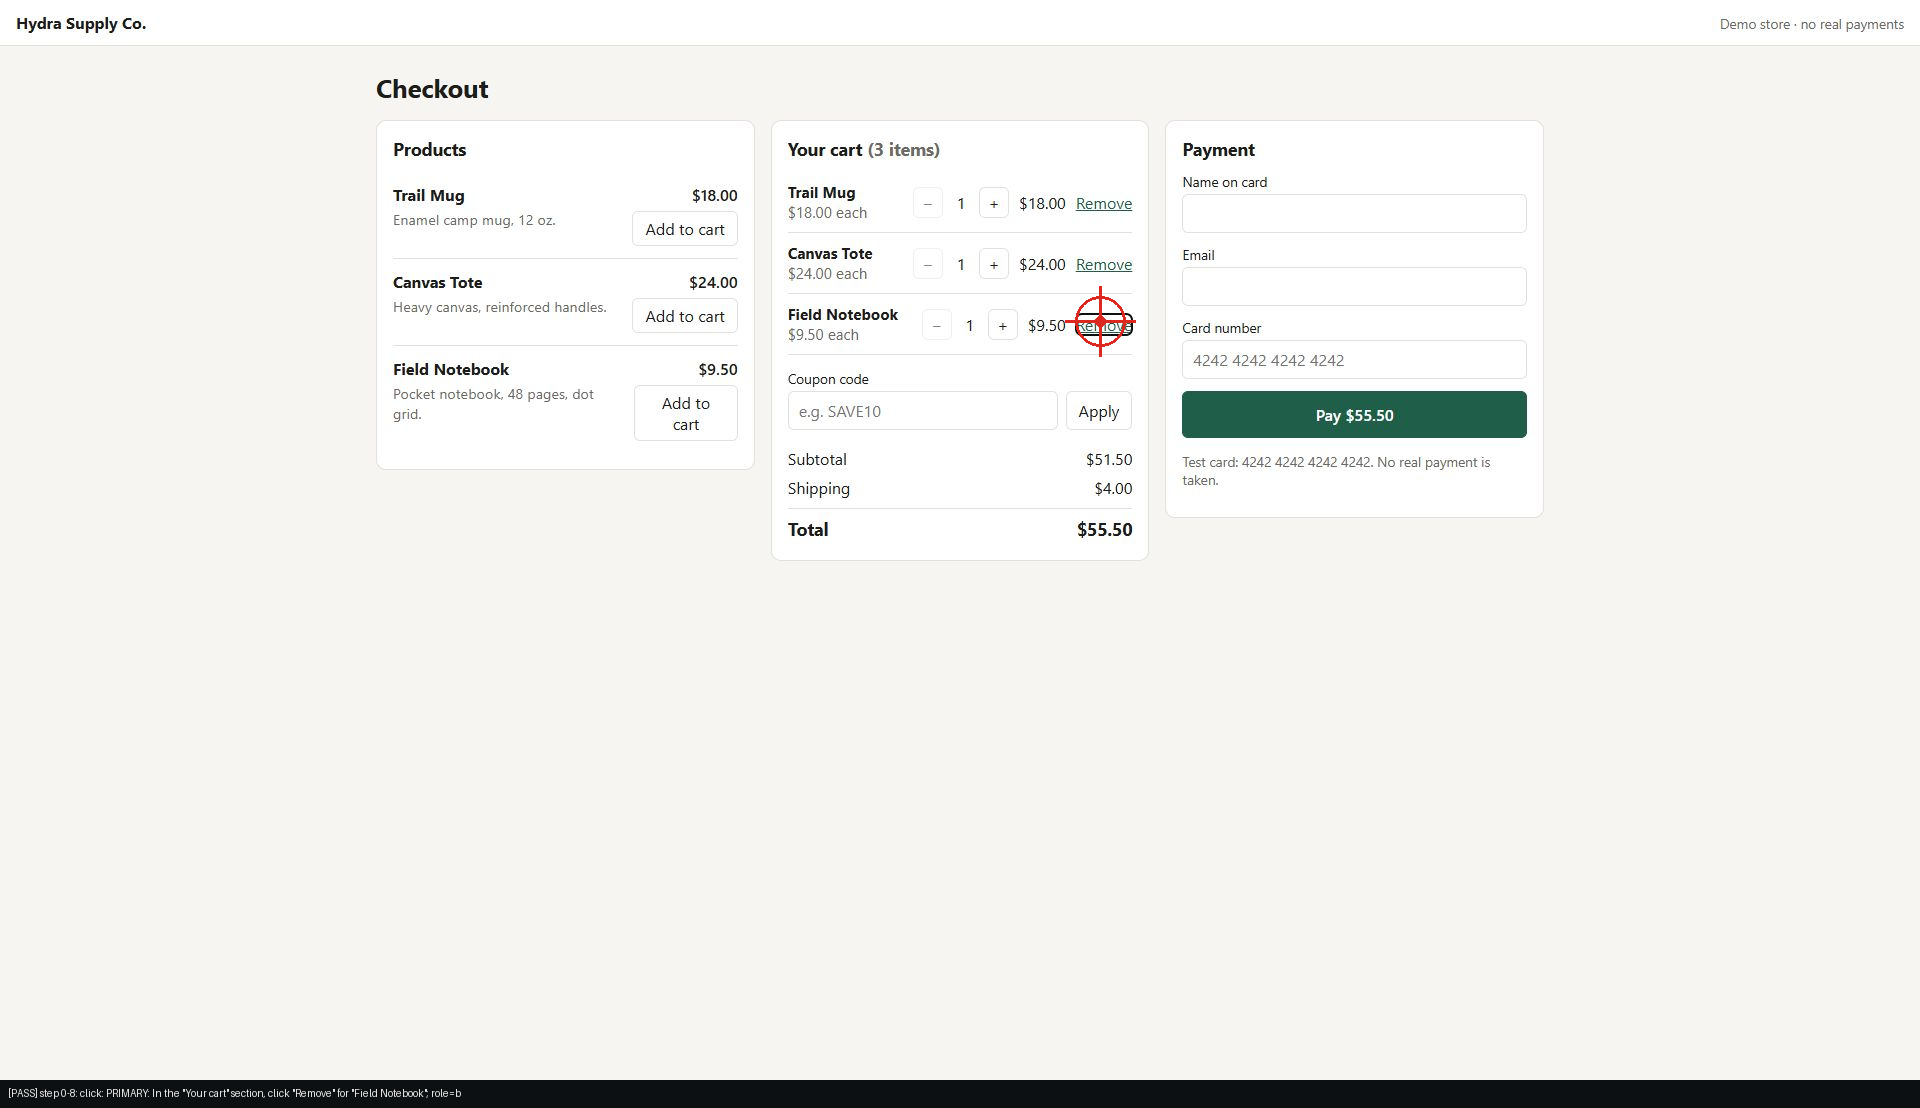 Hydra Supply Co.
Demo store · no real payments
Checkout
Products
Trail Mug
$18.00
Enamel camp mug, 12 oz.
Add to cart
Canvas Tote
$24.00
Heavy canvas, reinforced handles.
Add to cart
Field Notebook
$9.50
Pocket notebook, 48 pages, dot
grid.
Add to
cart
Your cart (3 items)
Trail Mug
$18.00 each
− 1 + $18.00 Remove
Canvas Tote
$24.00 each
− 1 + $24.00 Remove
Field Notebook
$9.50 each
− 1 + $9.50 Remove
Coupon code
e.g. SAVE10
Apply
Subtotal $51.50
Shipping $4.00
Total $55.50
Payment
Name on card
Email
Card number
4242 4242 4242 4242
Pay $55.50
Test card: 4242 4242 4242 4242. No real payment is
taken.
[PASS] step 0-8: click: PRIMARY: In the "Your cart" section, click "Remove" for "Field Notebook"; role=b